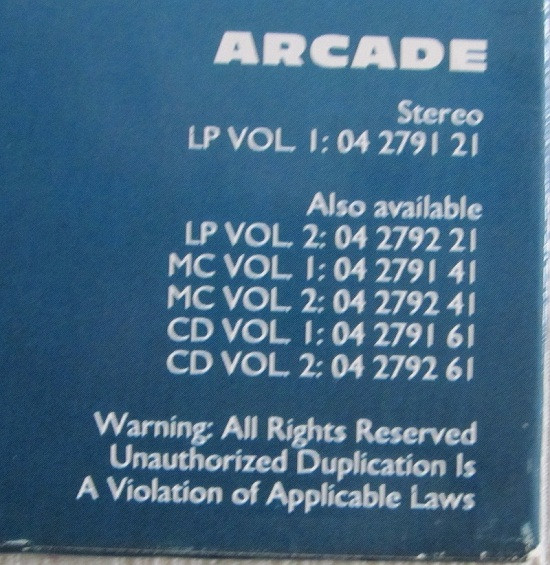 ARCADE
Stereo
LP VOL. 1: 04 2791 21
Also available
LP VOL. 2: 04 2792 21
MC VOL. 1: 04 2791 41
MC VOL. 2: 04 2792 41
CD VOL. 1: 04 2791 61
CD VOL. 2: 04 2792 61
Warning: All Rights Reserved
Unauthorized Duplication Is
A Violation of Applicable Laws